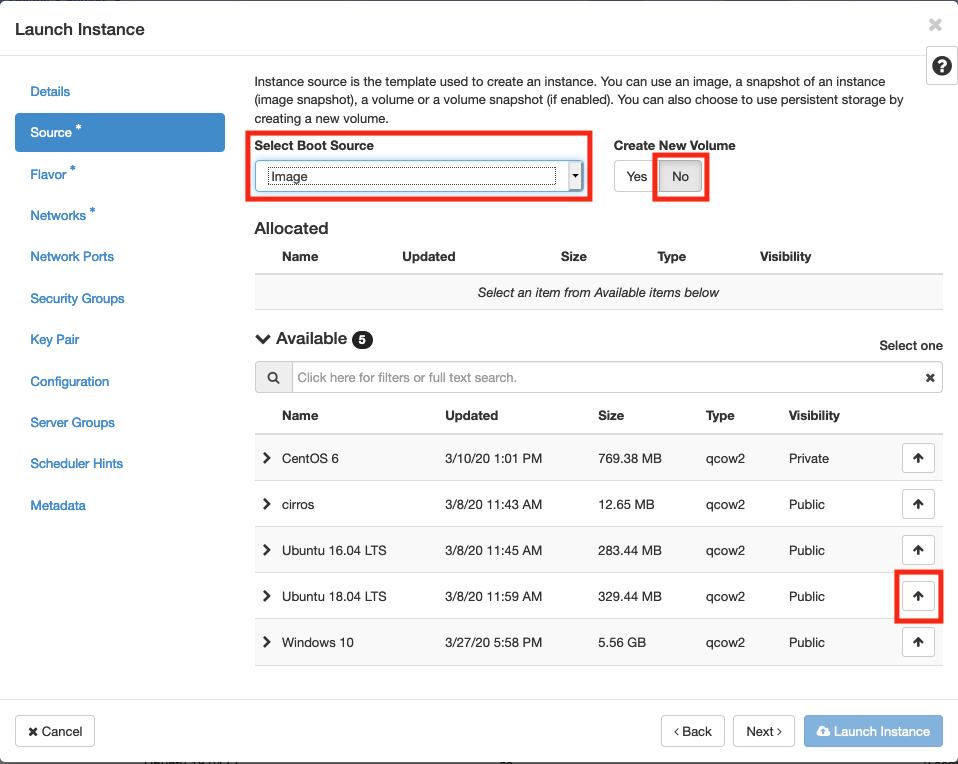 Launch Instance
Details
Source *
Flavor *
Networks *
Network Ports
Security Groups
Key Pair
Configuration
Server Groups
Scheduler Hints
Metadata
Instance source is the template used to create an instance. You can use an image, a snapshot of an instance
(image snapshot), a volume or a volume snapshot (if enabled). You can also choose to use persistent storage by
creating a new volume.
Select Boot Source Create New Volume
Image Yes No
Allocated
Name Updated Size Type Visibility
Select an item from Available items below
Available 5
Select one
Click here for filters or full text search.
Name Updated Size Type Visibility
CentOS 6 3/10/20 1:01 PM 769.38 MB qcow2 Private
cirros 3/8/20 11:43 AM 12.65 MB qcow2 Public
Ubuntu 16.04 LTS 3/8/20 11:45 AM 283.44 MB qcow2 Public
Ubuntu 18.04 LTS 3/8/20 11:59 AM 329.44 MB qcow2 Public
Windows 10 3/27/20 5:58 PM 5.56 GB qcow2 Public
Cancel ‹ Back Next › Launch Instance